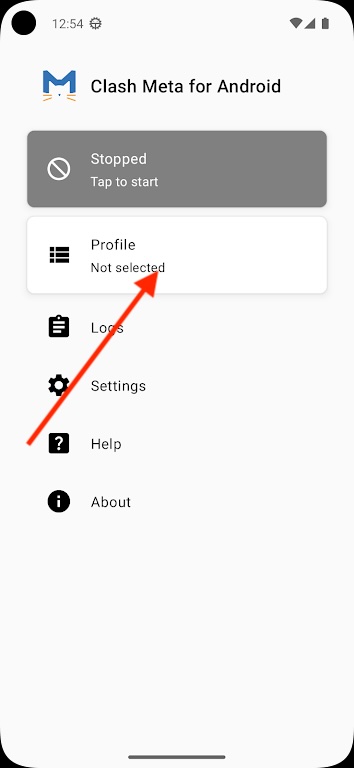 12:54
Clash Meta for Android
Stopped
Tap to start
Profile
Not selected
Logs
Settings
Help
About